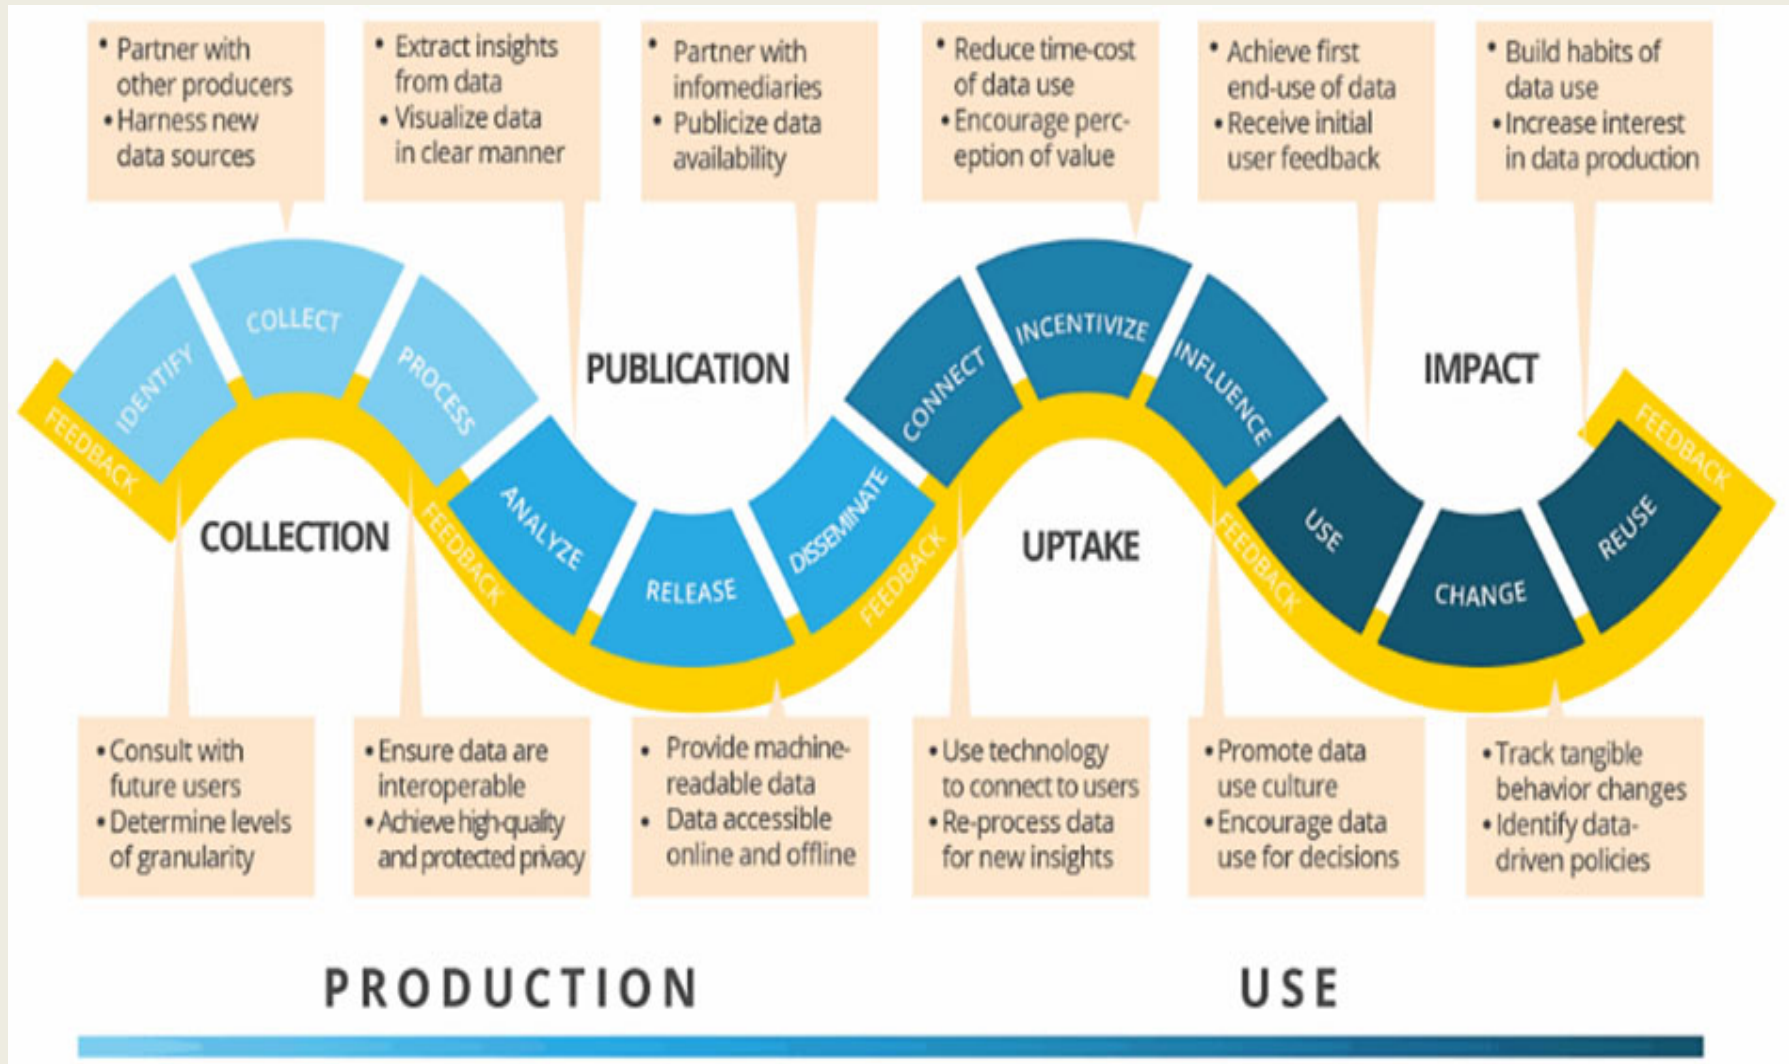 • Partner with
other producers
• Harness new
data sources
• Extract insights
from data
• Visualize data
in clear manner
• Partner with
infomediaries
• Publicize data
availability
• Reduce time-cost
of data use
• Encourage perc-
eption of value
• Achieve first
end-use of data
• Receive initial
user feedback
• Build habits of
data use
• Increase interest
in data production
FEEDBACK
IDENTIFY
COLLECT
PROCESS
COLLECTION
FEEDBACK
ANALYZE
RELEASE
DISSEMINATE
PUBLICATION
FEEDBACK
CONNECT
INCENTIVIZE
INFLUENCE
UPTAKE
FEEDBACK
USE
CHANGE
REUSE
IMPACT
FEEDBACK
• Consult with
future users
• Determine levels
of granularity
• Ensure data are
interoperable
• Achieve high-quality
and protected privacy
• Provide machine-
readable data
• Data accessible
online and offline
• Use technology
to connect to users
• Re-process data
for new insights
• Promote data
use culture
• Encourage data
use for decisions
• Track tangible
behavior changes
• Identify data-
driven policies
PRODUCTION
USE